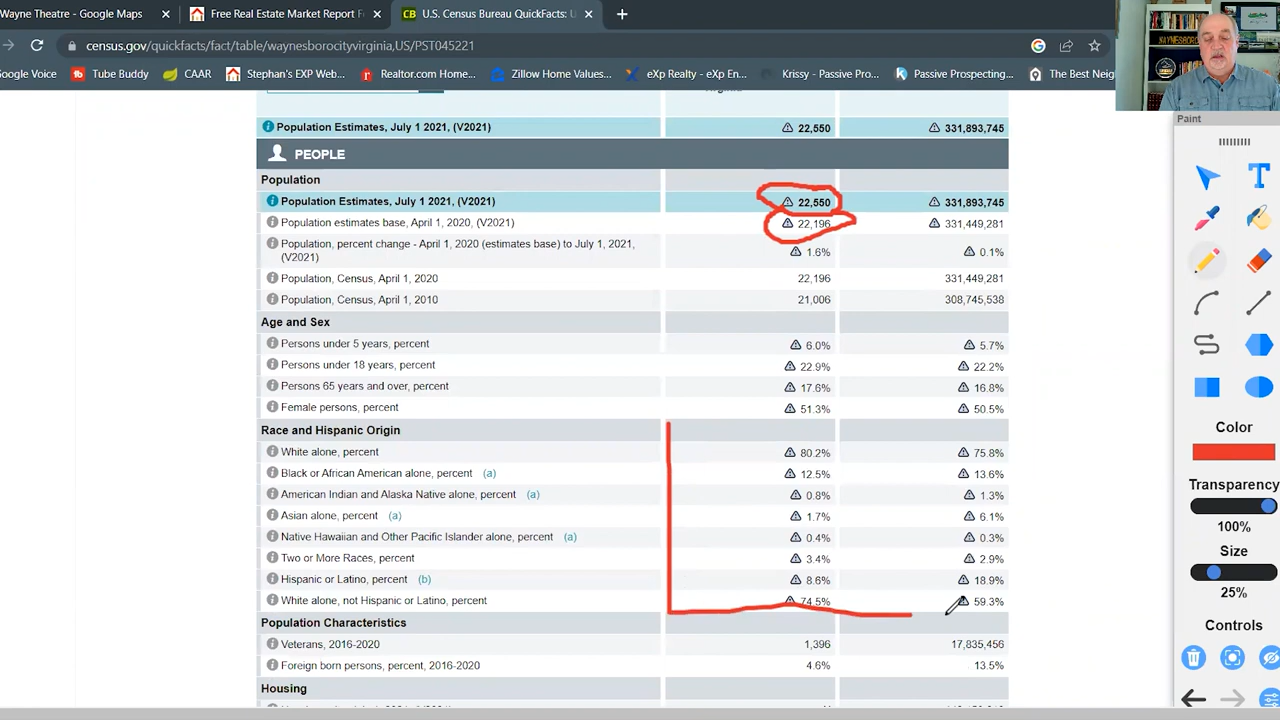 Wayne Theatre - Google Maps
Free Real Estate Market Report F
CB U.S. C
census.gov/quickfacts/fact/table/waynesborocityvirginia,US/PST04
Google Voice
Tube Buddy
CAAR
Stephan's EXP Web...
Realtor.com Ho
Low Home Values...
eXp Realty - eXp
Kristy - Passive Pros
Passive Prospectin...
The Best Neig
Population Estimates, July 1 2021, (V2021) 22,550 331,893,745
PEOPLE
Population
Population Estimates, July 1 2021, (V2021) 22,550 331,893,745
Population estimates base, April 1, 2020, (V2021) 22,196 331,449,281
Population, percent change - April 1, 2020 (estimates base) to July 1, 2021,
(V2021) 1.6% 0.1%
Population, Census, April 1, 2020 22,196 331,449,281
Population, Census, April 1, 2010 21,006 308,745,538
Age and Sex
Persons under 5 years, percent 6.0% 5.7%
Persons under 18 years, percent 22.9% 22.2%
Persons 65 years and over, percent 17.6% 16.8%
Female persons, percent 51.3% 50.5%
Race and Hispanic Origin
White alone, percent 80.2% 75.8%
Black or African American alone, percent (a) 12.5% 13.6%
American Indian and Alaska Native alone, percent (a) 0.8% 1.3%
Asian alone, percent (a) 1.7% 6.1%
Native Hawaiian and Other Pacific Islander alone, percent (a) 0.4% 0.3%
Two or More Races, percent 3.4% 2.9%
Hispanic or Latino, percent (b) 8.6% 18.9%
White alone, not Hispanic or Latino, percent .5% 59.3%
Population Characteristics
Veterans, 2016-2020 1,396 17,835,456
Foreign born persons, percent, 2016-2020 4.6% 13.5%
Housing
Paint
T
Color
Transparency
100%
Size
25%
Controls